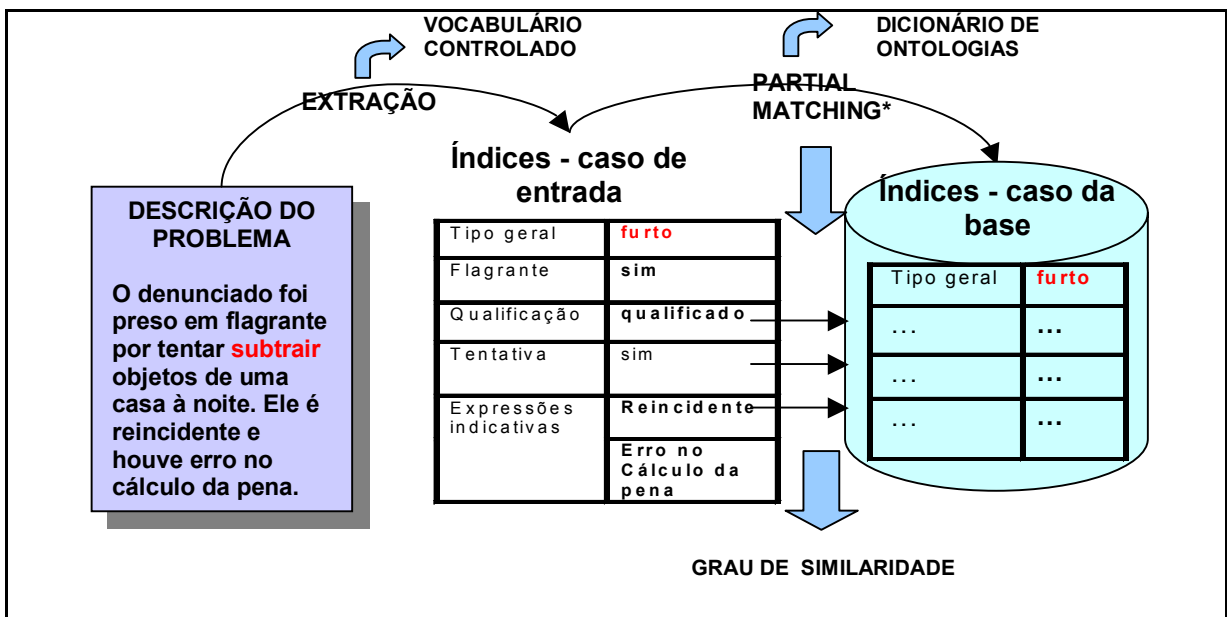 VOCABULÁRIO
CONTROLADO
DICIONÁRIO DE
ONTOLOGIAS
EXTRAÇÃO
PARTIAL
MATCHING*
DESCRIÇÃO DO
PROBLEMA
O denunciado foi
preso em flagrante
por tentar subtrair
objetos de uma
casa à noite. Ele é
reincidente e
houve erro no
cálculo da pena.
Índices - caso de
entrada
Tipo geral furto
Flagrante sim
Qualificação qualificado
Tentativa sim
Expressões
indicativas
Reincidente
Erro no
Cálculo da
pena
Índices - caso da
base
Tipo geral furto
... ...
... ...
... ...
GRAU DE SIMILARIDADE